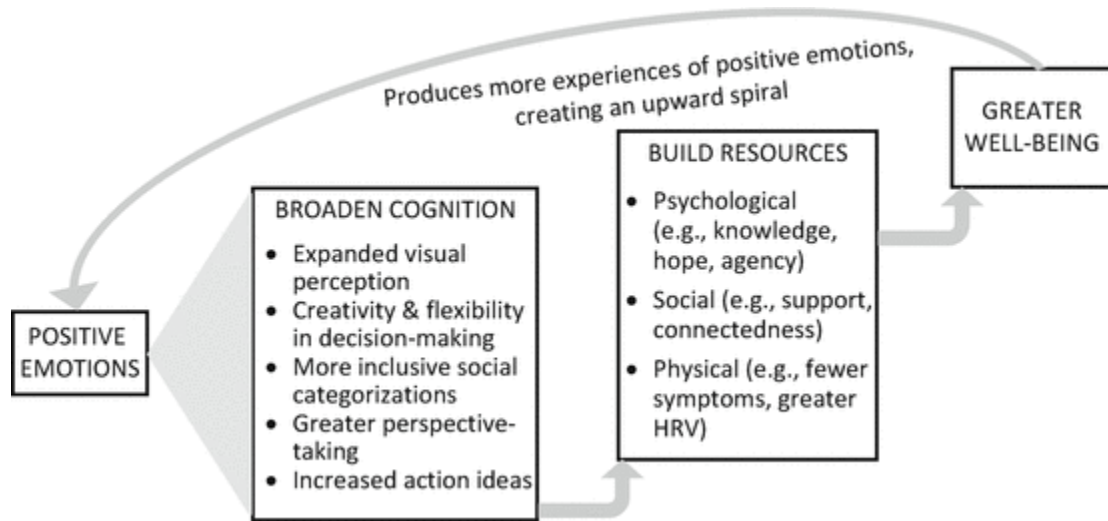 Produces more experiences of positive emotions,
creating an upward spiral
GREATER
WELL-BEING
BUILD RESOURCES
• Psychological
(e.g., knowledge,
hope, agency)
• Social (e.g., support,
connectedness)
• Physical (e.g., fewer
symptoms, greater
HRV)
BROADEN COGNITION
• Expanded visual
perception
• Creativity & flexibility
in decision-making
• More inclusive social
categorizations
• Greater perspective-
taking
• Increased action ideas
POSITIVE
EMOTIONS